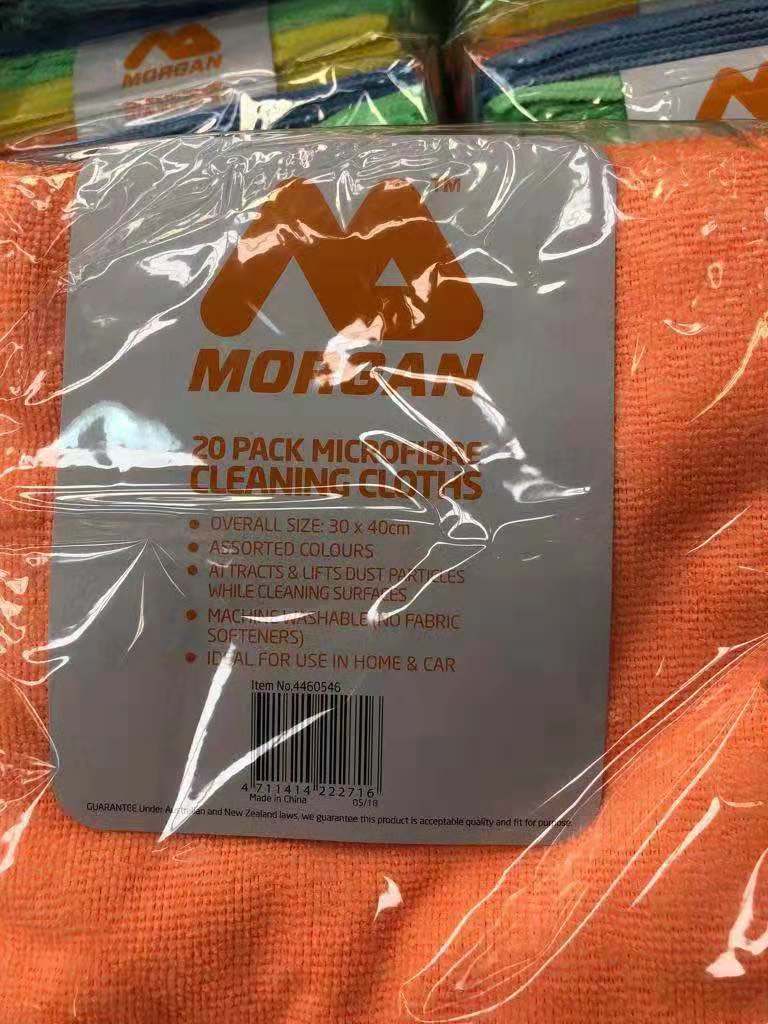 MORGAN
TM
MORGAN
20 PACK MICROFIBRE
CLEANING CLOTHS
OVERALL SIZE: 30 x 40cm
ASSORTED COLOURS
ATTRACTS & LIFTS DUST PARTICLES
WHILE CLEANING SURFACES
MACHINE WASHABLE (NO FABRIC
SOFTENERS)
IDEAL FOR USE IN HOME & CAR
Item No.4460546
4 711414 222716
Made in China 05/18
GUARANTEE Under Australian and New Zealand laws, we guarantee this product is acceptable quality and fit for purpose.